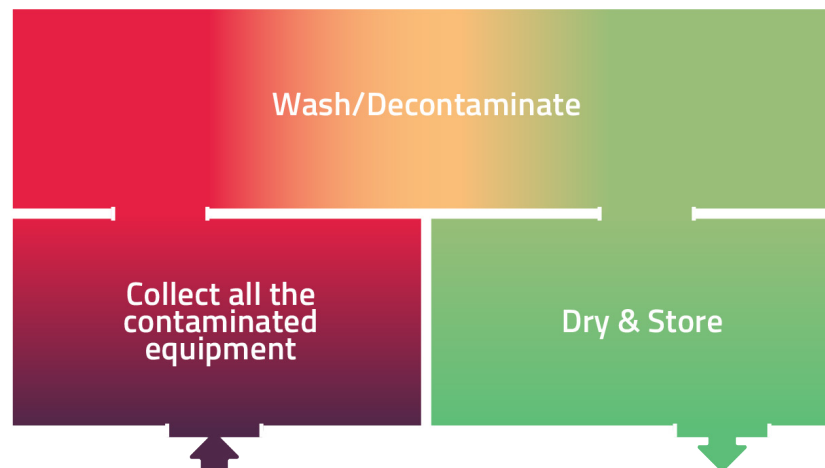 Wash/Decontaminate
Collect all the
contaminated
equipment
Dry & Store